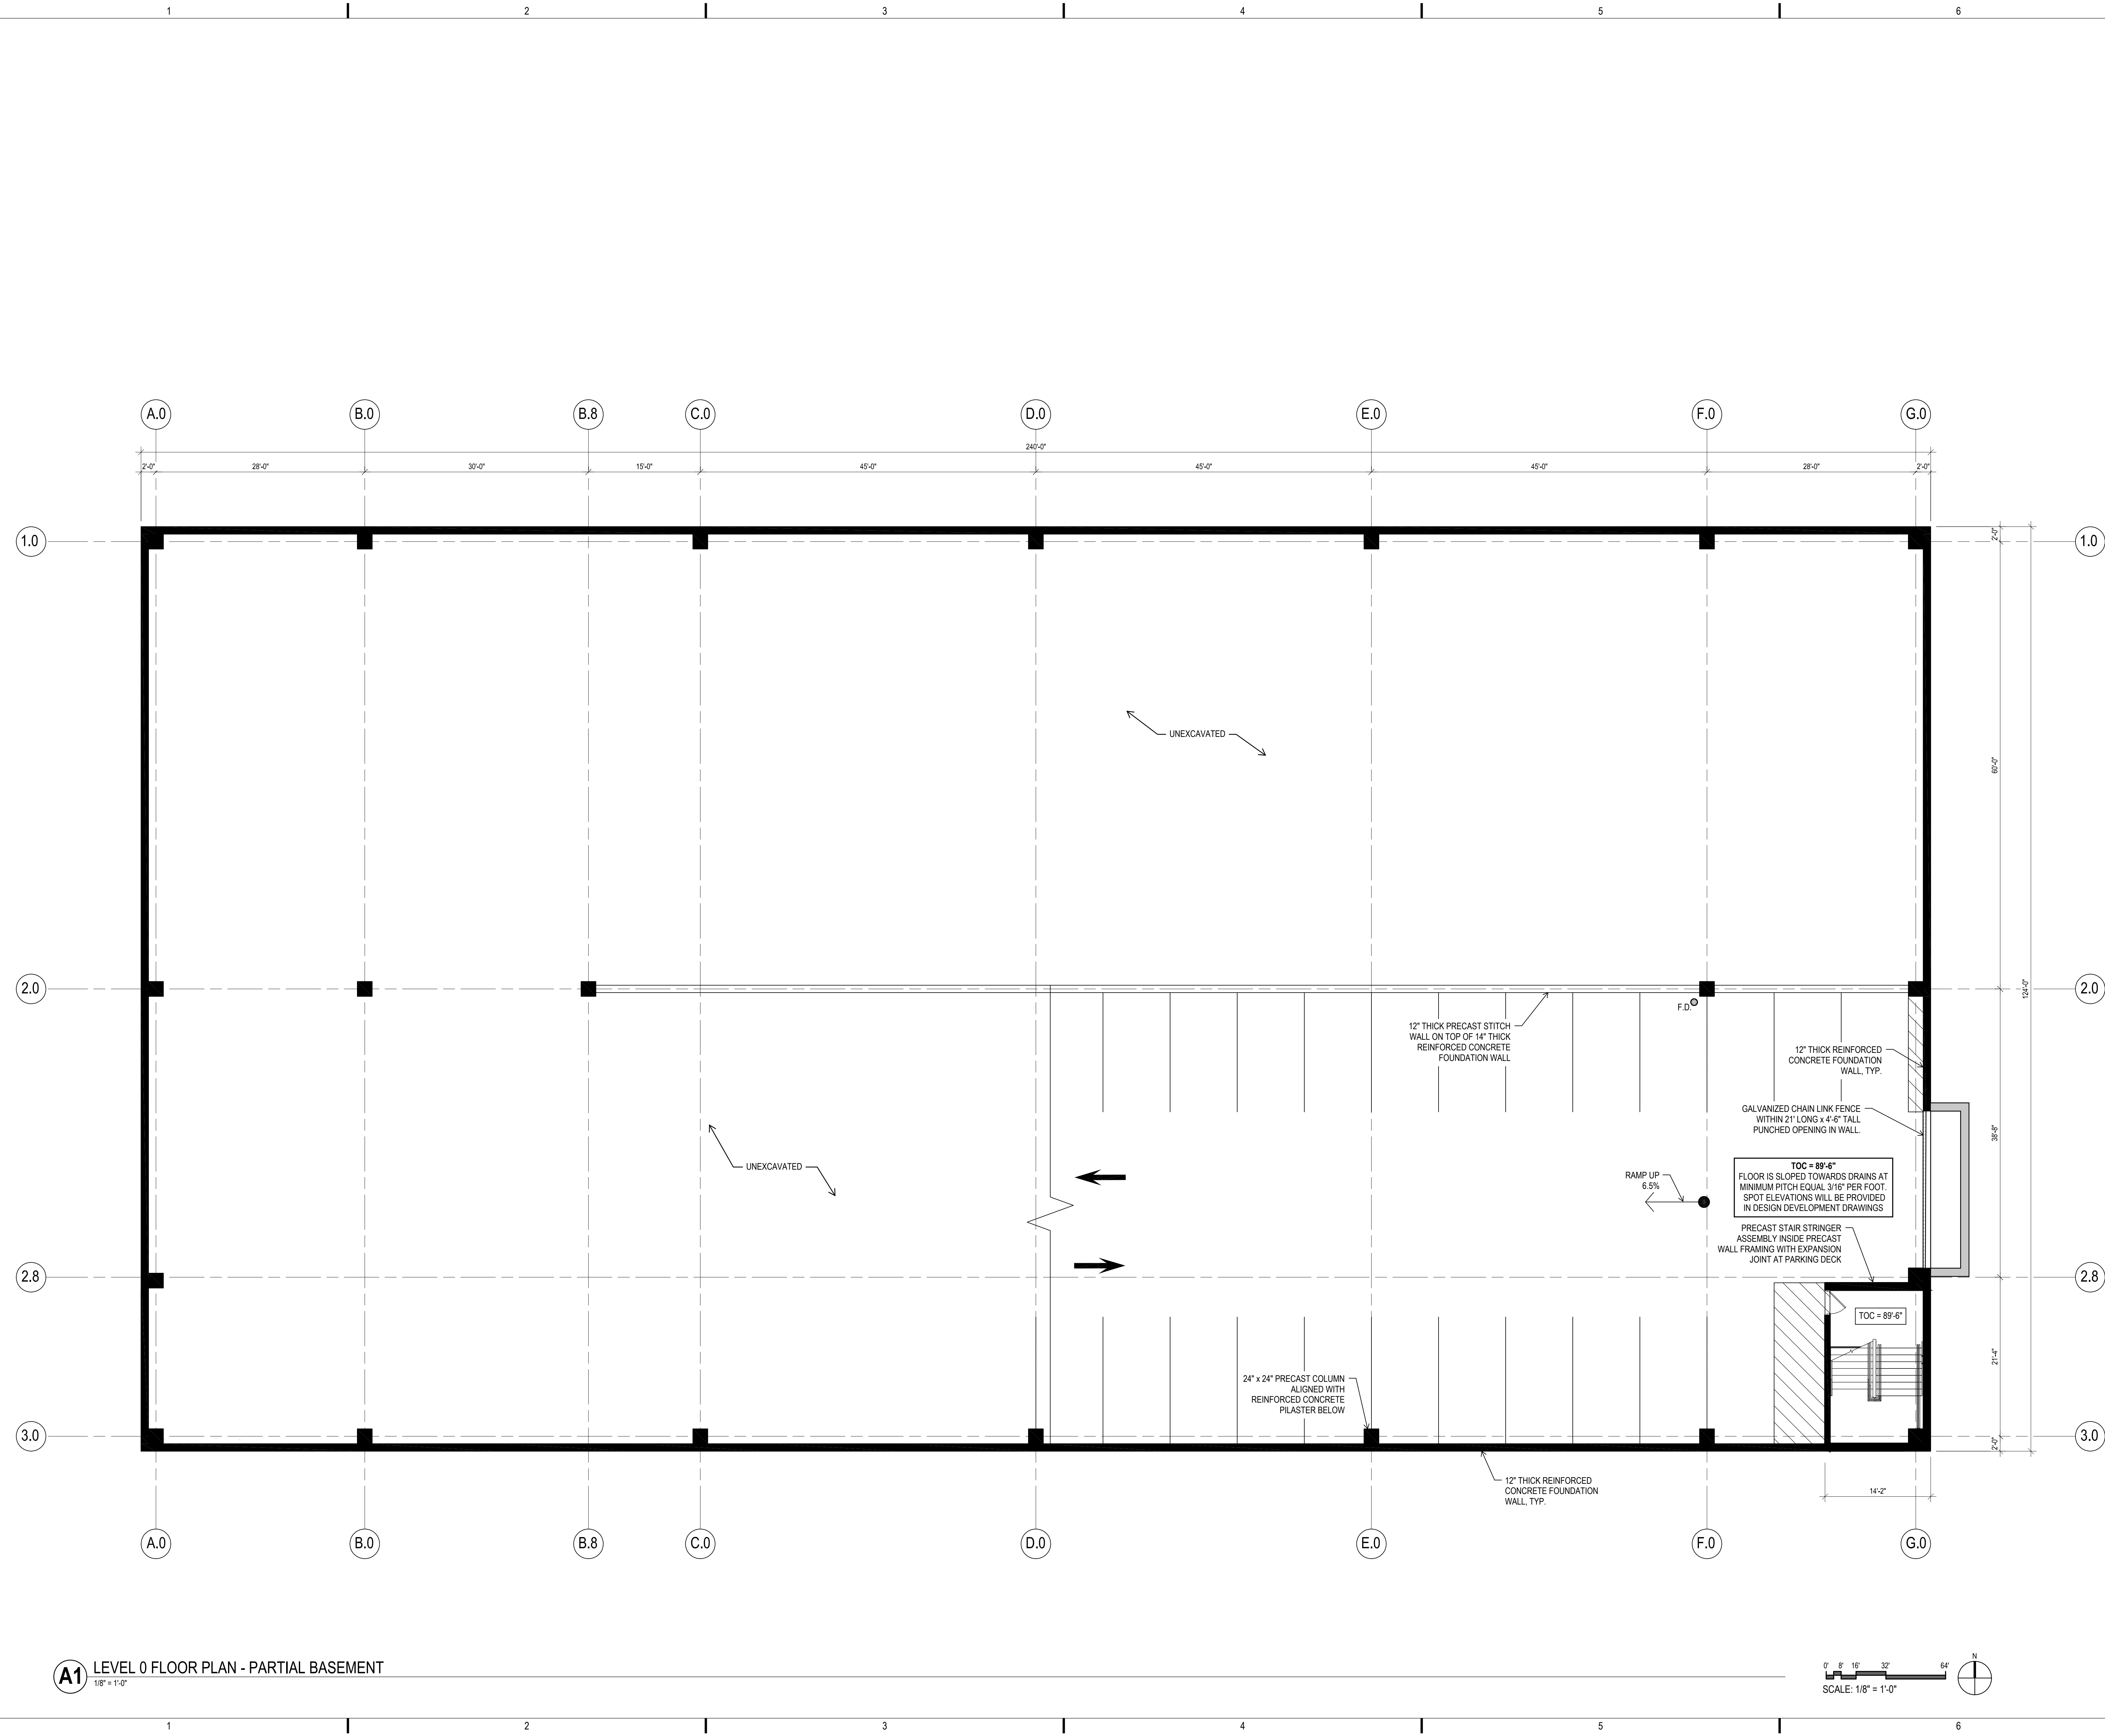 1 2 3 4 5 6
A.0 B.0 B.8 C.0 D.0 E.0 F.0 G.0
240'-0"
2'-0" 28'-0" 30'-0" 15'-0" 45'-0" 45'-0" 45'-0" 28'-0" 2'-0"
1.0 1.0
2'-0"
UNEXCAVATED
60'-0"
2.0 2.0
124'-0"
F.D.
12" THICK PRECAST STITCH
WALL ON TOP OF 14" THICK
REINFORCED CONCRETE
FOUNDATION WALL
12" THICK REINFORCED
CONCRETE FOUNDATION
WALL, TYP.
GALVANIZED CHAIN LINK FENCE
WITHIN 21' LONG x 4'-6" TALL
PUNCHED OPENING IN WALL.
38'-8"
UNEXCAVATED
RAMP UP
6.5%
TOC = 89'-6"
FLOOR IS SLOPED TOWARDS DRAINS AT
MINIMUM PITCH EQUAL 3/16" PER FOOT.
SPOT ELEVATIONS WILL BE PROVIDED
IN DESIGN DEVELOPMENT DRAWINGS
PRECAST STAIR STRINGER
ASSEMBLY INSIDE PRECAST
WALL FRAMING WITH EXPANSION
JOINT AT PARKING DECK
2.8 2.8
TOC = 89'-6"
21'-4"
24" x 24" PRECAST COLUMN
ALIGNED WITH
REINFORCED CONCRETE
PILASTER BELOW
3.0 3.0
2'-0"
12" THICK REINFORCED
CONCRETE FOUNDATION
WALL, TYP.
14'-2"
A.0 B.0 B.8 C.0 D.0 E.0 F.0 G.0
A1 LEVEL 0 FLOOR PLAN - PARTIAL BASEMENT
1/8" = 1'-0"
0' 8' 16' 32' 64'
SCALE: 1/8" = 1'-0"
N
1 2 3 4 5 6